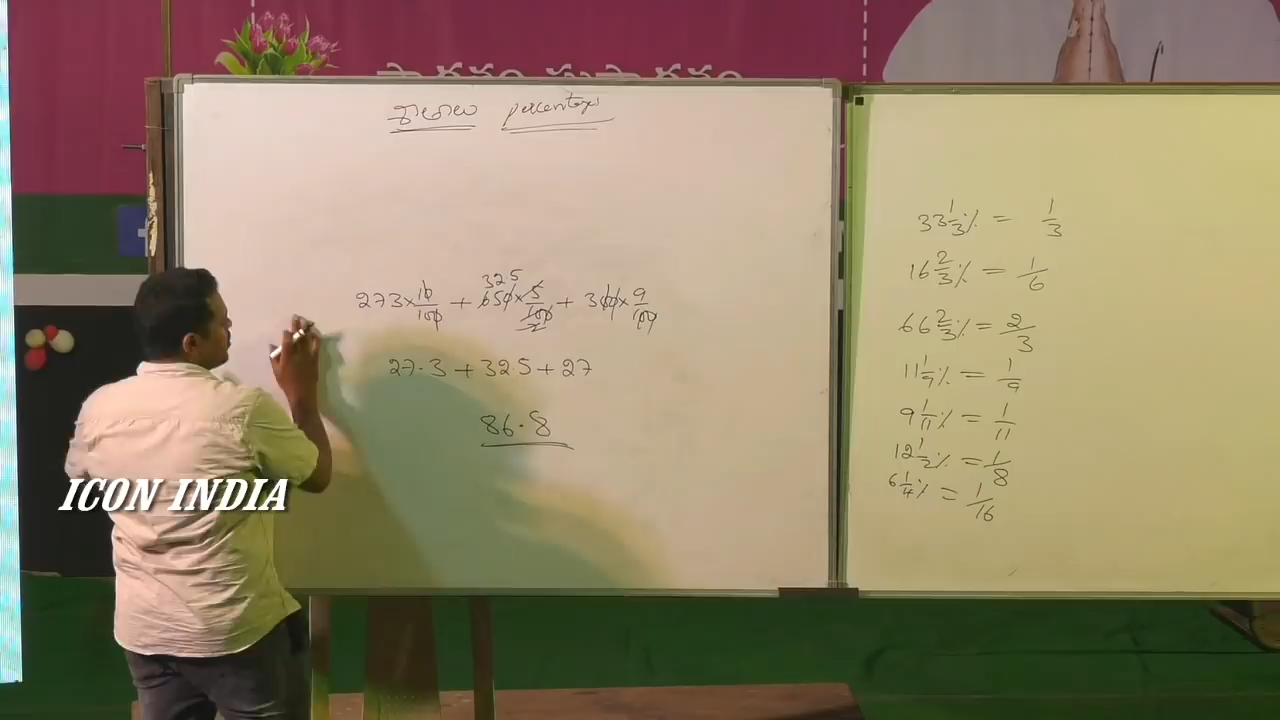 శాతాలు percentages
273 × 10/100 + 650 × 5/100 + 300 × 9/100
325
2
27.3 + 32.5 + 27
86.8
33 1/3 % = 1/3
16 2/3 % = 1/6
66 2/3 % = 2/3
11 1/9 % = 1/9
9 1/11 % = 1/11
12 1/2 % = 1/8
6 1/4 % = 1/16
ICON INDIA